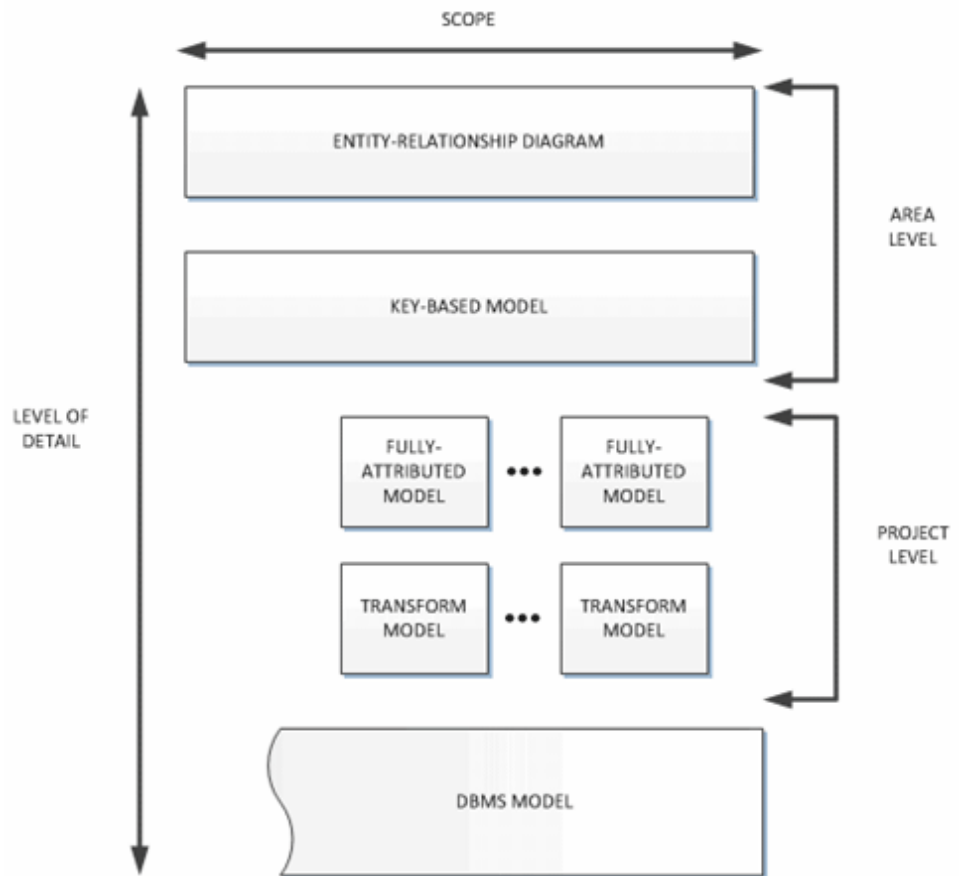 SCOPE
ENTITY-RELATIONSHIP DIAGRAM
AREA
LEVEL
KEY-BASED MODEL
LEVEL OF
DETAIL
FULLY-
ATTRIBUTED
MODEL
•••
FULLY-
ATTRIBUTED
MODEL
PROJECT
LEVEL
TRANSFORM
MODEL
•••
TRANSFORM
MODEL
DBMS MODEL